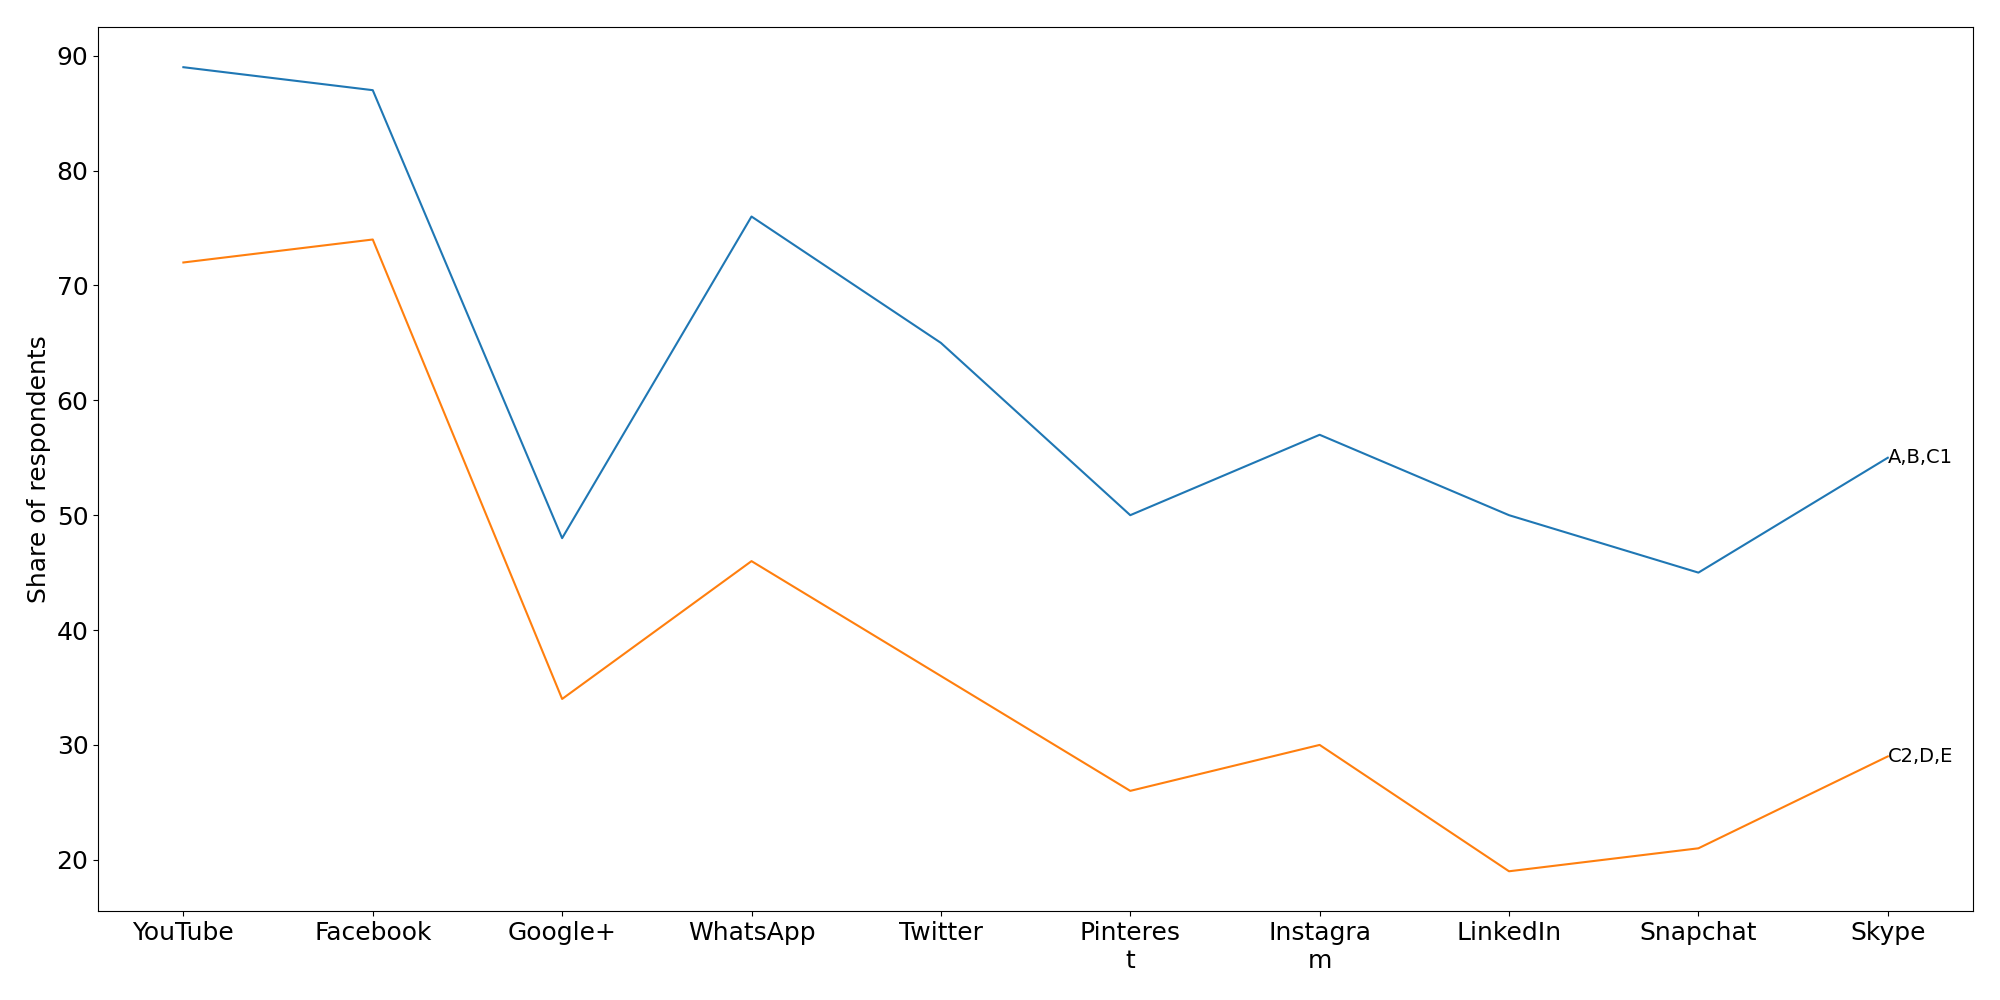 Share of respondents
90
80
70
60
50
40
30
20
A,B,C1
C2,D,E
YouTube
Facebook
Google+
WhatsApp
Twitter
Pinteres
t
Instagra
m
LinkedIn
Snapchat
Skype